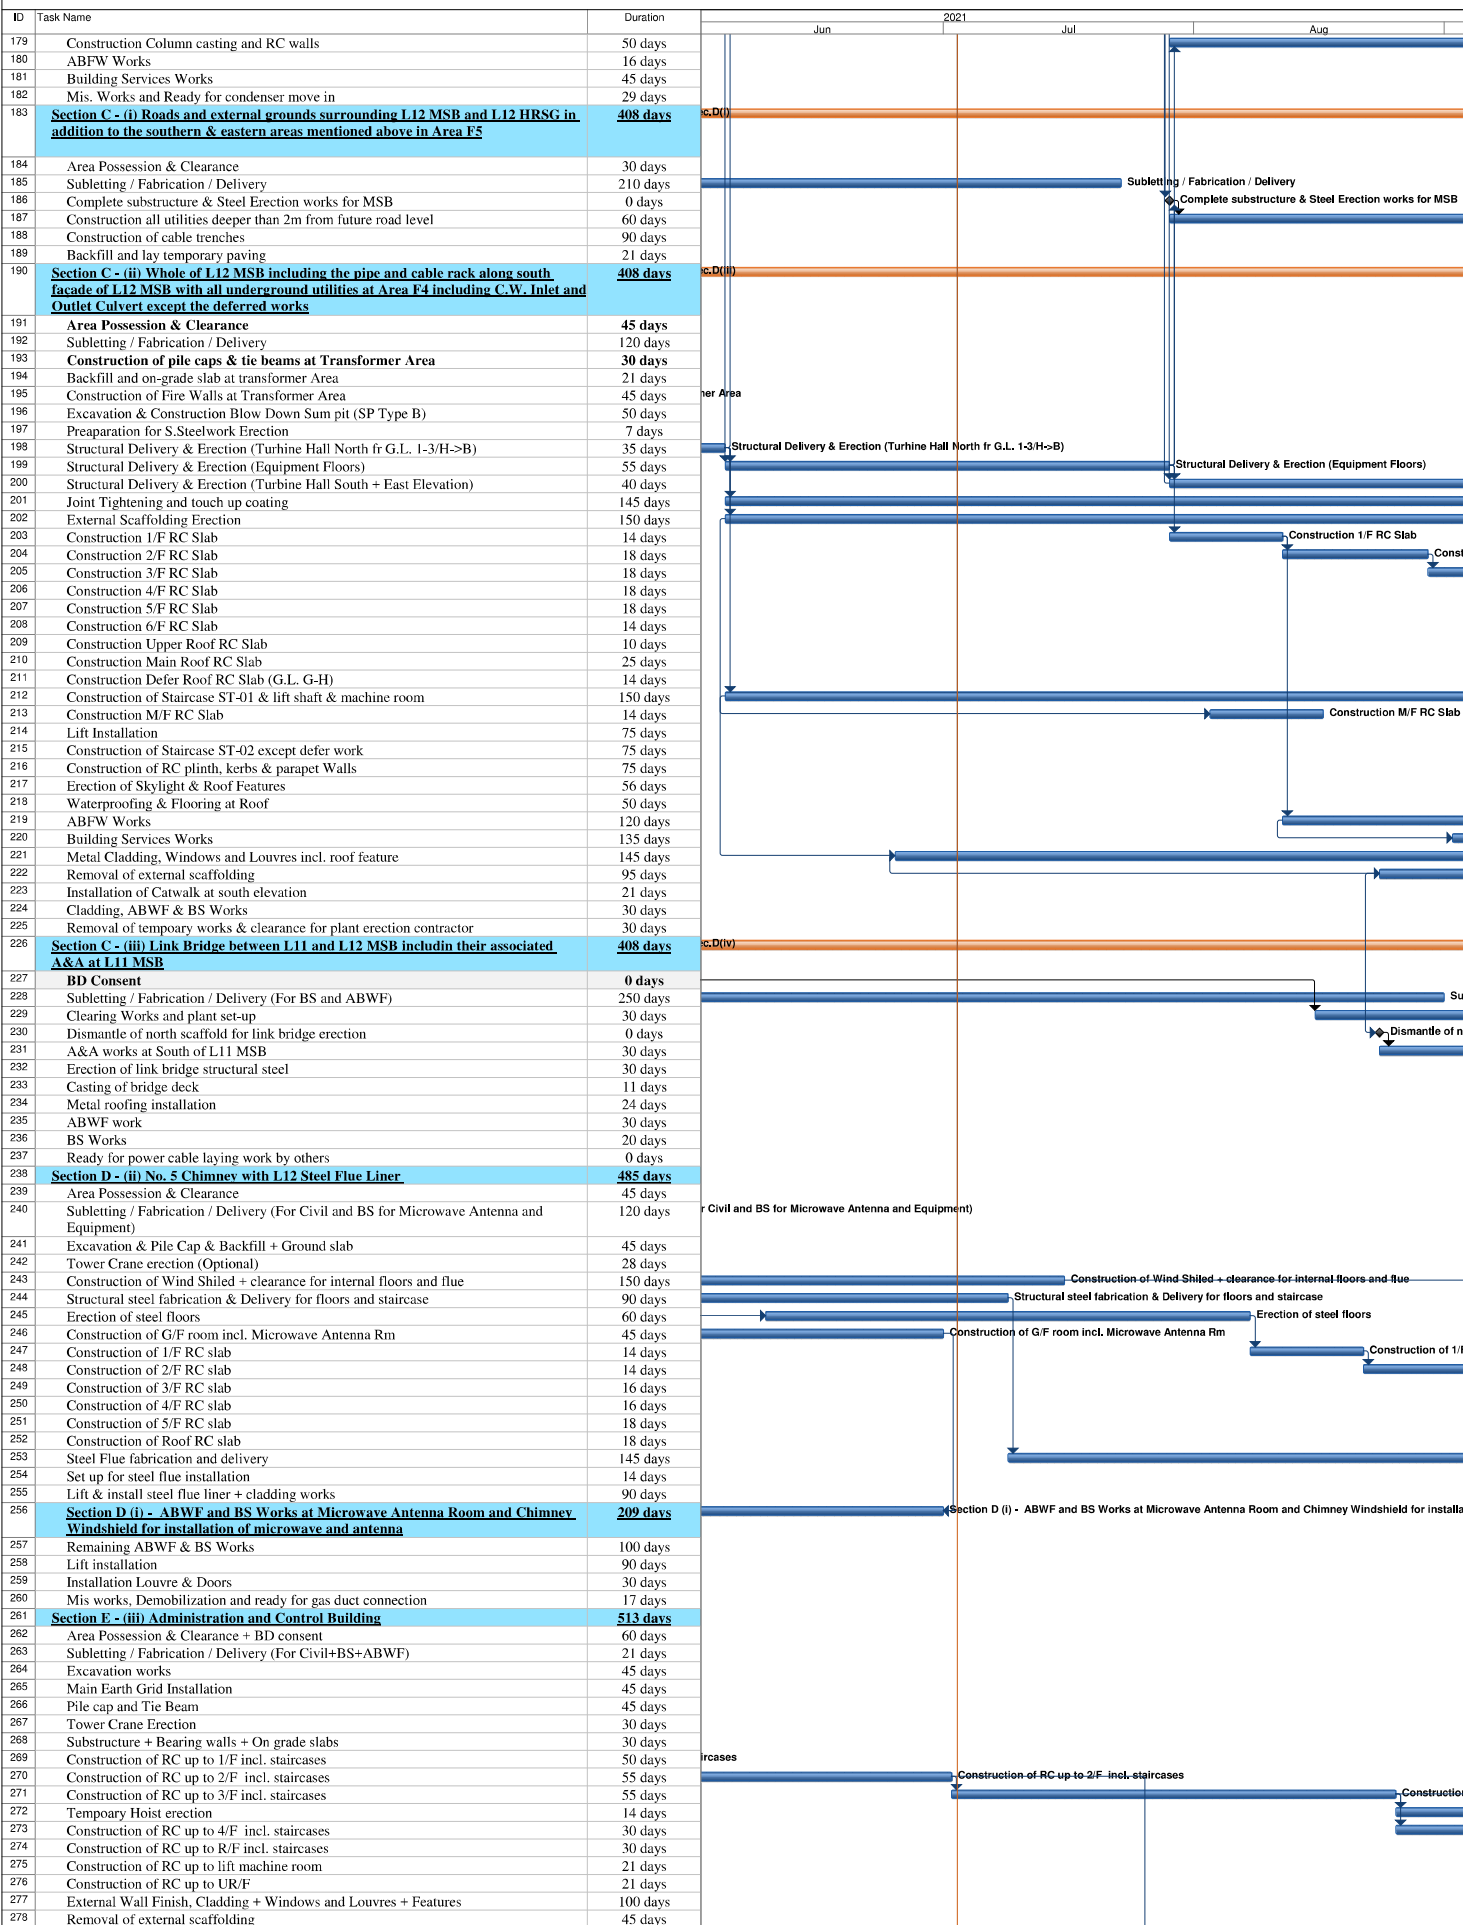 ID Task Name Duration 2021
Jun Jul Aug
179 Construction Column casting and RC walls 50 days
180 ABFW Works 16 days
181 Building Services Works 45 days
182 Mis. Works and Ready for condenser move in 29 days
183 Section C - (i) Roads and external grounds surrounding L12 MSB and L12 HRSG in 408 days ec.D(i)
addition to the southern & eastern areas mentioned above in Area F5
184 Area Possession & Clearance 30 days
185 Subletting / Fabrication / Delivery 210 days Subletting / Fabrication / Delivery
186 Complete substructure & Steel Erection works for MSB 0 days Complete substructure & Steel Erection works for MSB
187 Construction all utilities deeper than 2m from future road level 60 days
188 Construction of cable trenches 90 days
189 Backfill and lay temporary paving 21 days
190 Section C - (ii) Whole of L12 MSB including the pipe and cable rack along south 408 days ec.D(iii)
façade of L12 MSB with all underground utilities at Area F4 including C.W. Inlet and
Outlet Culvert except the deferred works
191 Area Possession & Clearance 45 days
192 Subletting / Fabrication / Delivery 120 days
193 Construction of pile caps & tie beams at Transformer Area 30 days
194 Backfill and on-grade slab at transformer Area 21 days
195 Construction of Fire Walls at Transformer Area 45 days ner Area
196 Excavation & Construction Blow Down Sum pit (SP Type B) 50 days
197 Preaparation for S.Steelwork Erection 7 days
198 Structural Delivery & Erection (Turbine Hall North fr G.L. 1-3/H->B) 35 days Structural Delivery & Erection (Turhine Hall North fr G.L. 1-3/H->B)
199 Structural Delivery & Erection (Equipment Floors) 55 days Structural Delivery & Erection (Equipment Floors)
200 Structural Delivery & Erection (Turbine Hall South + East Elevation) 40 days
201 Joint Tightening and touch up coating 145 days
202 External Scaffolding Erection 150 days
203 Construction 1/F RC Slab 14 days Construction 1/F RC Slab
204 Construction 2/F RC Slab 18 days Const
205 Construction 3/F RC Slab 18 days
206 Construction 4/F RC Slab 18 days
207 Construction 5/F RC Slab 18 days
208 Construction 6/F RC Slab 14 days
209 Construction Upper Roof RC Slab 10 days
210 Construction Main Roof RC Slab 25 days
211 Construction Defer Roof RC Slab (G.L. G-H) 14 days
212 Construction of Staircase ST-01 & lift shaft & machine room 150 days
213 Construction M/F RC Slab 14 days Construction M/F RC Slab
214 Lift Installation 75 days
215 Construction of Staircase ST-02 except defer work 75 days
216 Construction of RC plinth, kerbs & parapet Walls 75 days
217 Erection of Skylight & Roof Features 56 days
218 Waterproofing & Flooring at Roof 50 days
219 ABFW Works 120 days
220 Building Services Works 135 days
221 Metal Cladding, Windows and Louvres incl. roof feature 145 days
222 Removal of external scaffolding 95 days
223 Installation of Catwalk at south elevation 21 days
224 Cladding, ABWF & BS Works 30 days
225 Removal of tempoary works & clearance for plant erection contractor 30 days
226 Section C - (iii) Link Bridge between L11 and L12 MSB includin their associated 408 days ec.D(iv)
A&A at L11 MSB
227 BD Consent 0 days
228 Subletting / Fabrication / Delivery (For BS and ABWF) 250 days Su
229 Clearing Works and plant set-up 30 days
230 Dismantle of north scaffold for link bridge erection 0 days Dismantle of n
231 A&A works at South of L11 MSB 30 days
232 Erection of link bridge structural steel 30 days
233 Casting of bridge deck 11 days
234 Metal roofing installation 24 days
235 ABWF work 30 days
236 BS Works 20 days
237 Ready for power cable laying work by others 0 days
238 Section D - (ii) No. 5 Chimney with L12 Steel Flue Liner 485 days
239 Area Possession & Clearance 45 days
240 Subletting / Fabrication / Delivery (For Civil and BS for Microwave Antenna and 120 days r Civil and BS for Microwave Antenna and Equipment)
Equipment)
241 Excavation & Pile Cap & Backfill + Ground slab 45 days
242 Tower Crane erection (Optional) 28 days
243 Construction of Wind Shiled + clearance for internal floors and flue 150 days Construction of Wind Shiled + clearance for internal floors and flue
244 Structural steel fabrication & Delivery for floors and staircase 90 days Structural steel fabrication & Delivery for floors and staircase
245 Erection of steel floors 60 days Erection of steel floors
246 Construction of G/F room incl. Microwave Antenna Rm 45 days Construction of G/F room incl. Microwave Antenna Rm
247 Construction of 1/F RC slab 14 days Construction of 1/F
248 Construction of 2/F RC slab 14 days
249 Construction of 3/F RC slab 16 days
250 Construction of 4/F RC slab 16 days
251 Construction of 5/F RC slab 18 days
252 Construction of Roof RC slab 18 days
253 Steel Flue fabrication and delivery 145 days
254 Set up for steel flue installation 14 days
255 Lift & install steel flue liner + cladding works 90 days
256 Section D (i) - ABWF and BS Works at Microwave Antenna Room and Chimney 209 days Section D (i) - ABWF and BS Works at Microwave Antenna Room and Chimney Windshield for installa
Windshield for installation of microwave and antenna
257 Remaining ABWF & BS Works 100 days
258 Lift installation 90 days
259 Installation Louvre & Doors 30 days
260 Mis works, Demobilization and ready for gas duct connection 17 days
261 Section E - (iii) Administration and Control Building 513 days
262 Area Possession & Clearance + BD consent 60 days
263 Subletting / Fabrication / Delivery (For Civil+BS+ABWF) 21 days
264 Excavation works 45 days
265 Main Earth Grid Installation 45 days
266 Pile cap and Tie Beam 45 days
267 Tower Crane Erection 30 days
268 Substructure + Bearing walls + On grade slabs 30 days
269 Construction of RC up to 1/F incl. staircases 50 days ircases
270 Construction of RC up to 2/F incl. staircases 55 days Construction of RC up to 2/F incl. staircases
271 Construction of RC up to 3/F incl. staircases 55 days Construction
272 Tempoary Hoist erection 14 days
273 Construction of RC up to 4/F incl. staircases 30 days
274 Construction of RC up to R/F incl. staircases 30 days
275 Construction of RC up to lift machine room 21 days
276 Construction of RC up to UR/F 21 days
277 External Wall Finish, Cladding + Windows and Louvres + Features 100 days
278 Removal of external scaffolding 45 days